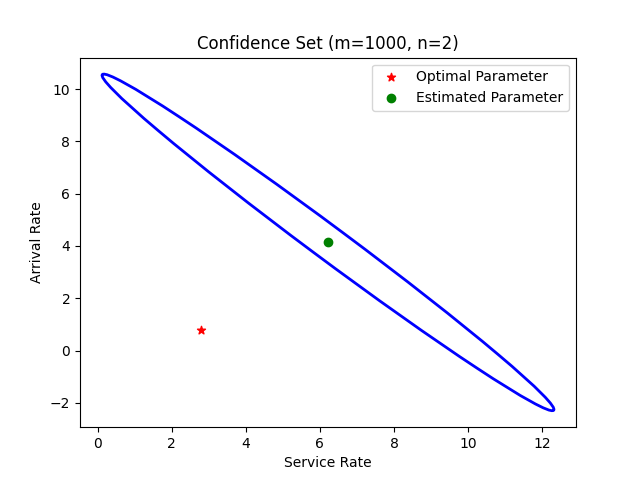 Confidence Set (m=1000, n=2)
Optimal Parameter
Estimated Parameter
10
8
6
4
2
0
−2
Arrival Rate
0
2
4
6
8
10
12
Service Rate